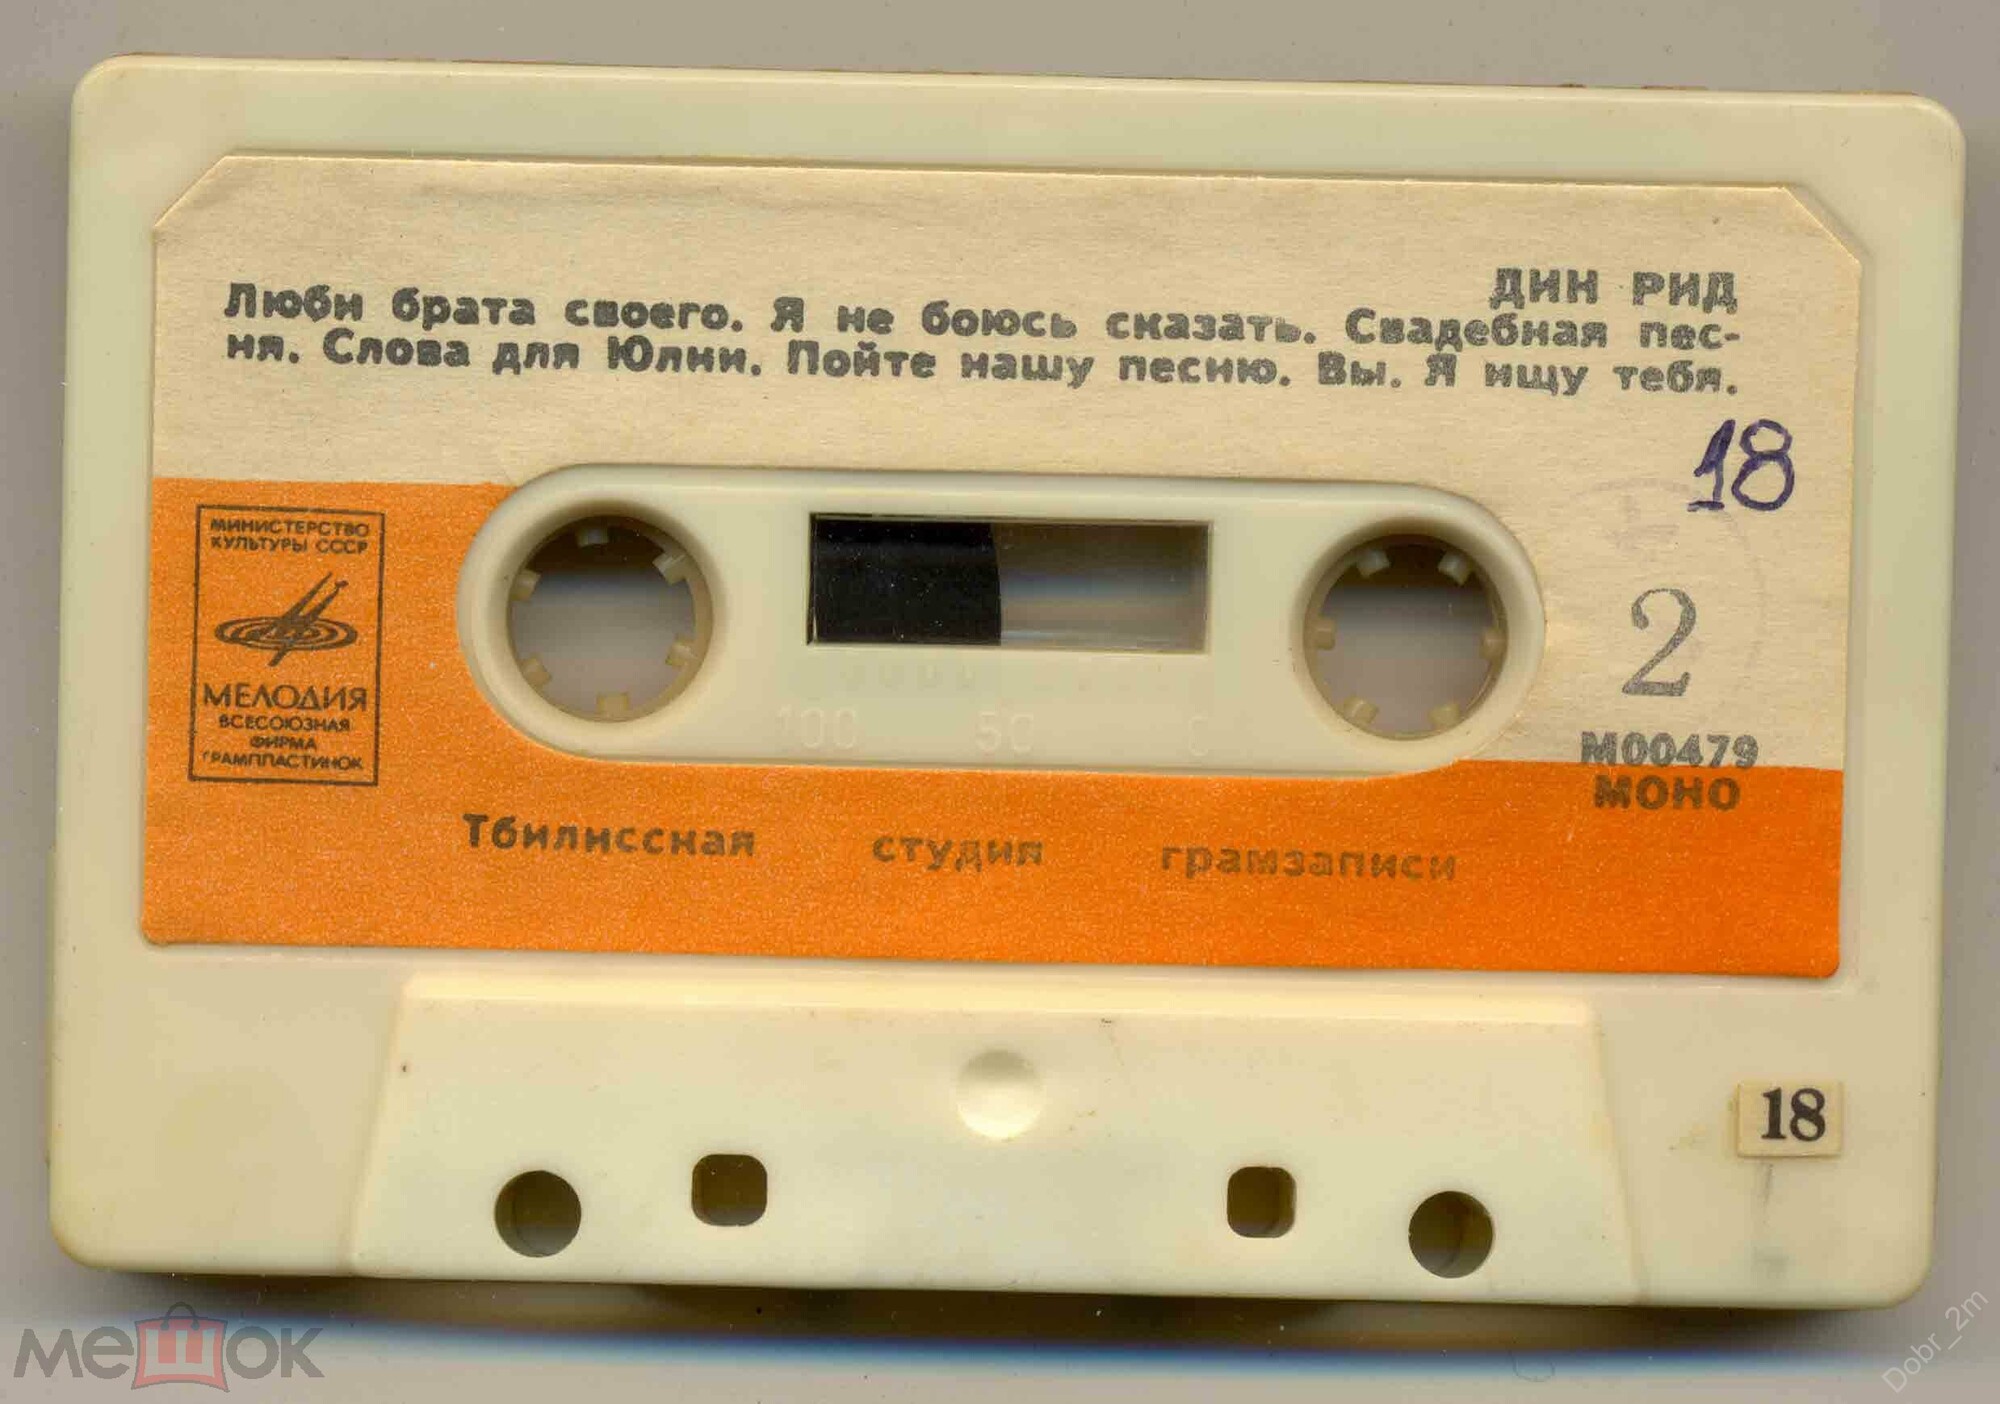 ДИН РИД
Люби брата своего. Я не боюсь сказать. Свадебная пес-
ня. Слова для Юлии. Пойте нашу песню. Вы. Я ищу тебя.
18
МИНИСТЕРСТВО
КУЛЬТУРЫ СССР
МЕЛОДИЯ
ВСЕСОЮЗНАЯ
ФИРМА
ГРАМПЛАСТИНОК
2
100 50 0
М00479
МОНО
Тбилисская студия грамзаписи
18
мешок
Dobr_2m